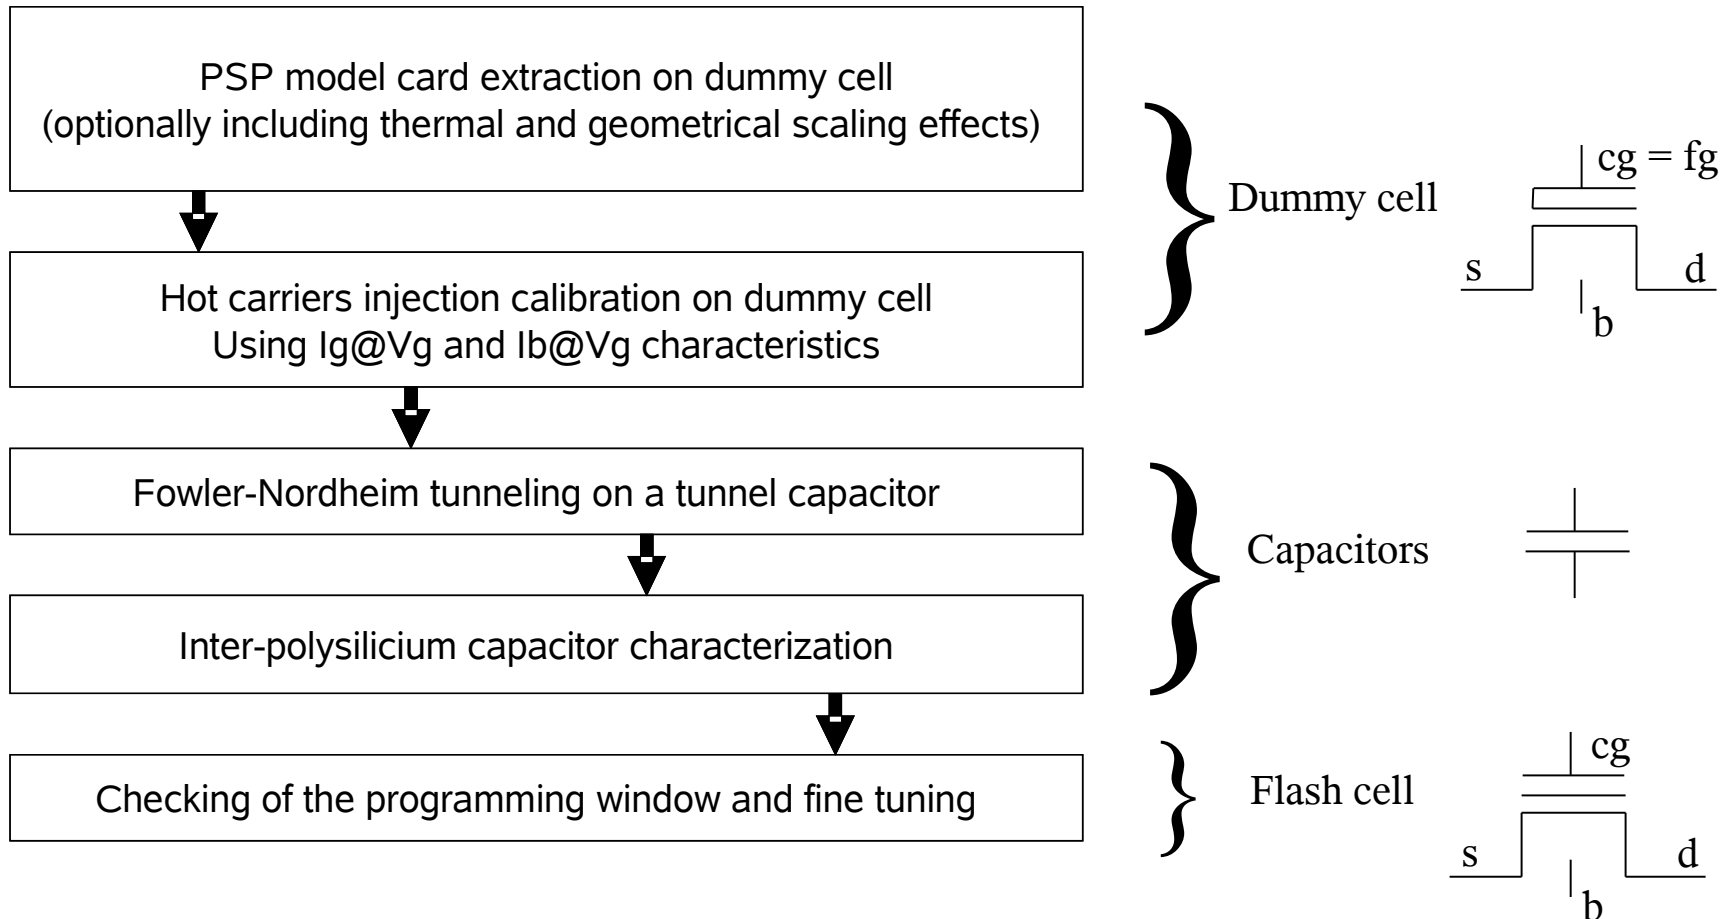 PSP model card extraction on dummy cell
(optionally including thermal and geometrical scaling effects)
Hot carriers injection calibration on dummy cell
Using Ig@Vg and Ib@Vg characteristics
Fowler-Nordheim tunneling on a tunnel capacitor
Inter-polysilicium capacitor characterization
Checking of the programming window and fine tuning
Dummy cell
cg = fg
s
d
b
Capacitors
Flash cell
cg
s
d
b